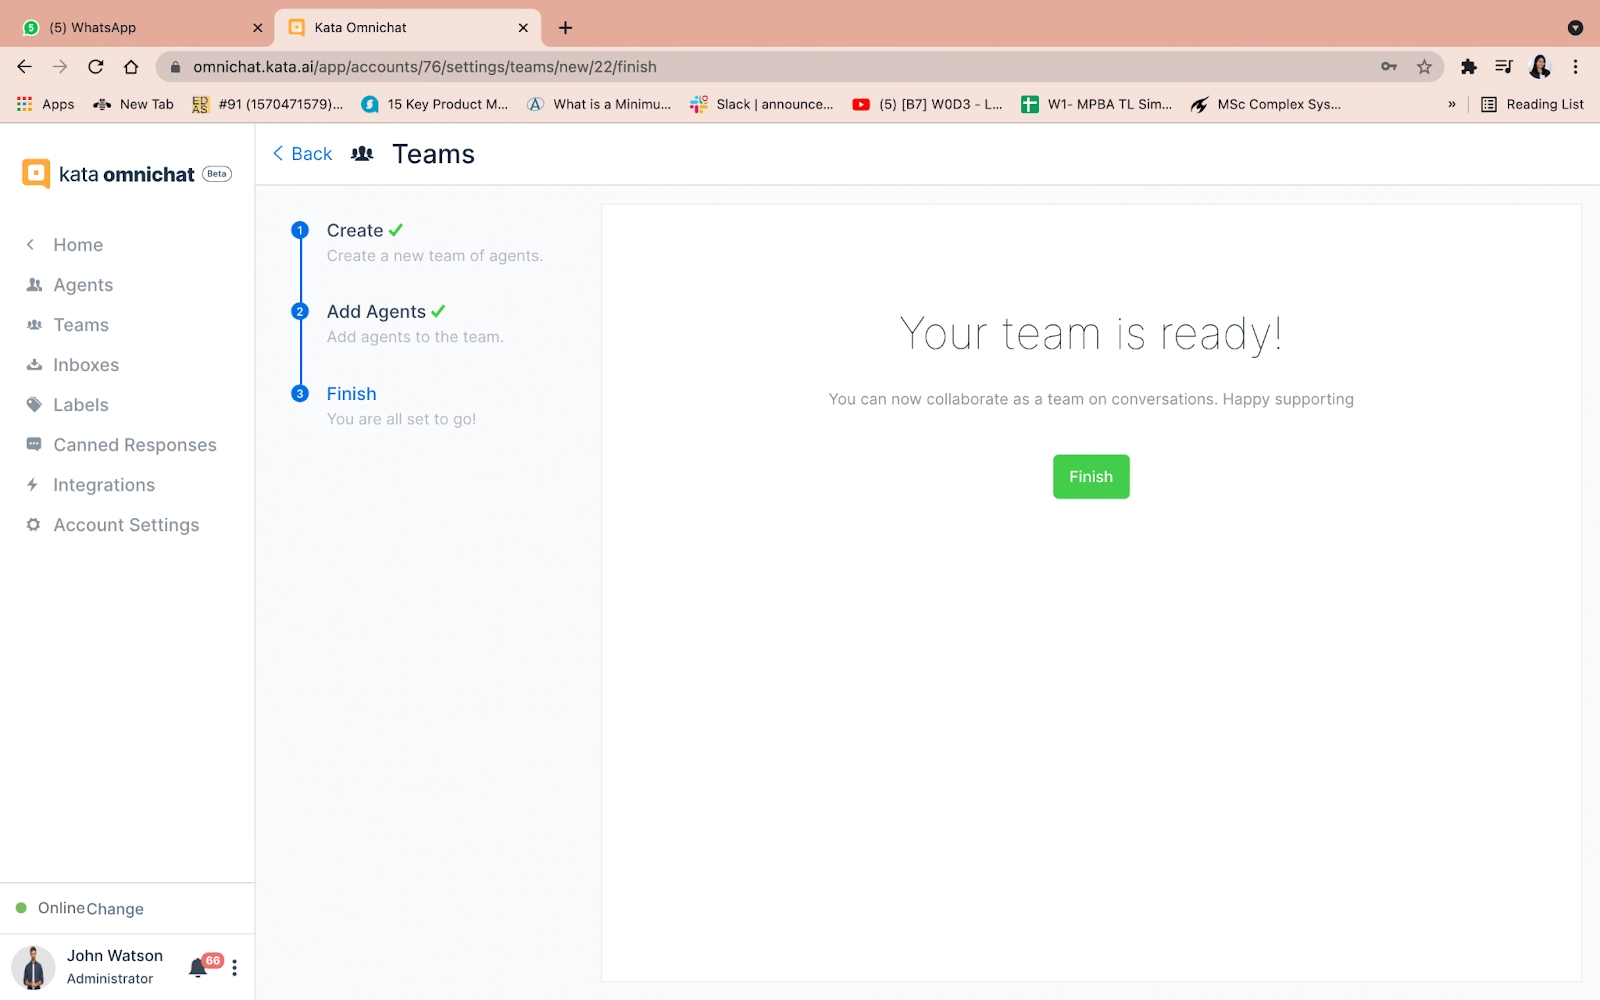 5 (5) WhatsApp
Kata Omnichat
omnichat.kata.ai/app/accounts/76/settings/teams/new/22/finish
Apps
New Tab
EDAS #91 (1570471579)...
15 Key Product M...
What is a Minimu...
Slack | announce...
(5) [B7] W0D3 - L...
W1- MPBA TL Sim...
MSc Complex Sys...
»
Reading List
kata omnichat Beta
Home
Agents
Teams
Inboxes
Labels
Canned Responses
Integrations
Account Settings
Online Change
John Watson
Administrator
66
Back Teams
1 Create
Create a new team of agents.
2 Add Agents
Add agents to the team.
3 Finish
You are all set to go!
Your team is ready!
You can now collaborate as a team on conversations. Happy supporting
Finish